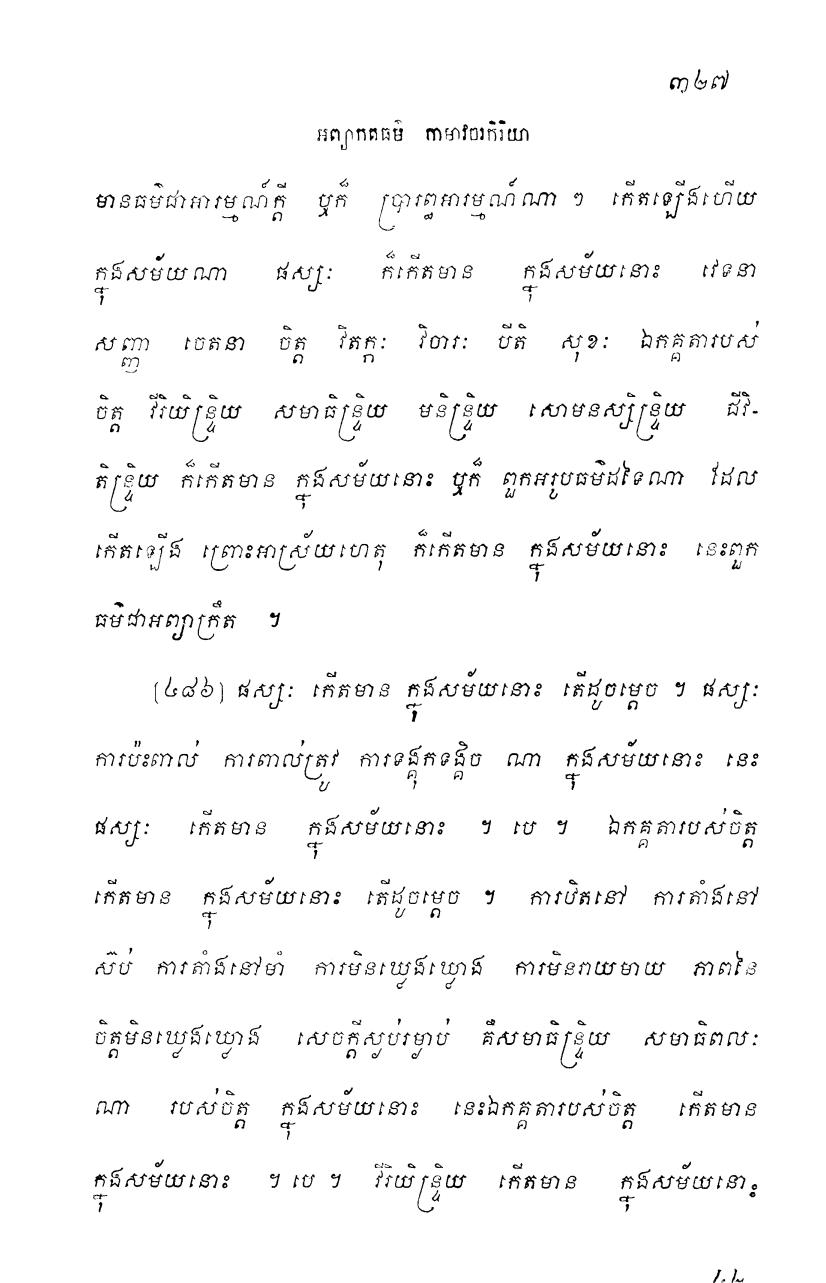 ៣២៧
អព្យាកតធម៌ កាមាវចរកិរិយា
មានធម៌ជាអារម្មណ៍ក្តី ឬក៏ ប្រារព្ធអារម្មណ៍ណា ៗ កើតឡើងហើយ
ក្នុងសម័យណា ផស្សៈ ក៏កើតមាន ក្នុងសម័យនោះ វេទនា
សញ្ញា ចេតនា ចិត្ត វិតក្កៈ វិចារៈ បីតិ សុខៈ ឯកគ្គតារបស់
ចិត្ត វីរិយិន្ទ្រិយ សមាធិន្ទ្រិយ មនិន្ទ្រិយ សោមនស្សិន្ទ្រិយ ជីវិ-
តិន្ទ្រិយ ក៏កើតមាន ក្នុងសម័យនោះ ឬក៏ ពួកអរូបធម៌ដទៃណា ដែល
កើតឡើង ព្រោះអាស្រ័យហេតុ ក៏កើតមាន ក្នុងសម័យនោះ នេះពួក
ធម៌ជាអព្យាក្រឹត ។
(៤៨៦) ផស្សៈ កើតមាន ក្នុងសម័យនោះ តើដូចម្តេច ។ ផស្សៈ
ការប៉ះពាល់ ការពាល់ត្រូវ ការទង្គុកទង្គិច ណា ក្នុងសម័យនោះ នេះ
ផស្សៈ កើតមាន ក្នុងសម័យនោះ ។ បេ ។ ឯកគ្គតារបស់ចិត្ត
កើតមាន ក្នុងសម័យនោះ តើដូចម្តេច ។ ការឋិតនៅ ការតាំងនៅ
ស៊ប់ ការតាំងនៅមាំ ការមិនឃ្លេងឃ្លោង ការមិនរាយមាយ ភាពនៃ
ចិត្តមិនឃ្លេងឃ្លោង សេចក្តីស្ងប់រម្ងាប់ គឺសមាធិន្ទ្រិយ សមាធិពលៈ
ណា របស់ចិត្ត ក្នុងសម័យនោះ នេះឯកគ្គតារបស់ចិត្ត កើតមាន
ក្នុងសម័យនោះ ។ បេ ។ វីរិយិន្ទ្រិយ កើតមាន ក្នុងសម័យនោះ